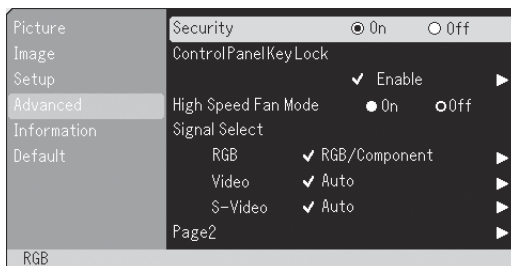 Picture
Image
Setup
Advanced
Information
Default
Security On Off
ControlPanelKeyLock
Enable
High Speed Fan Mode On Off
Signal Select
RGB RGB/Component
Video Auto
S-Video Auto
Page2
RGB